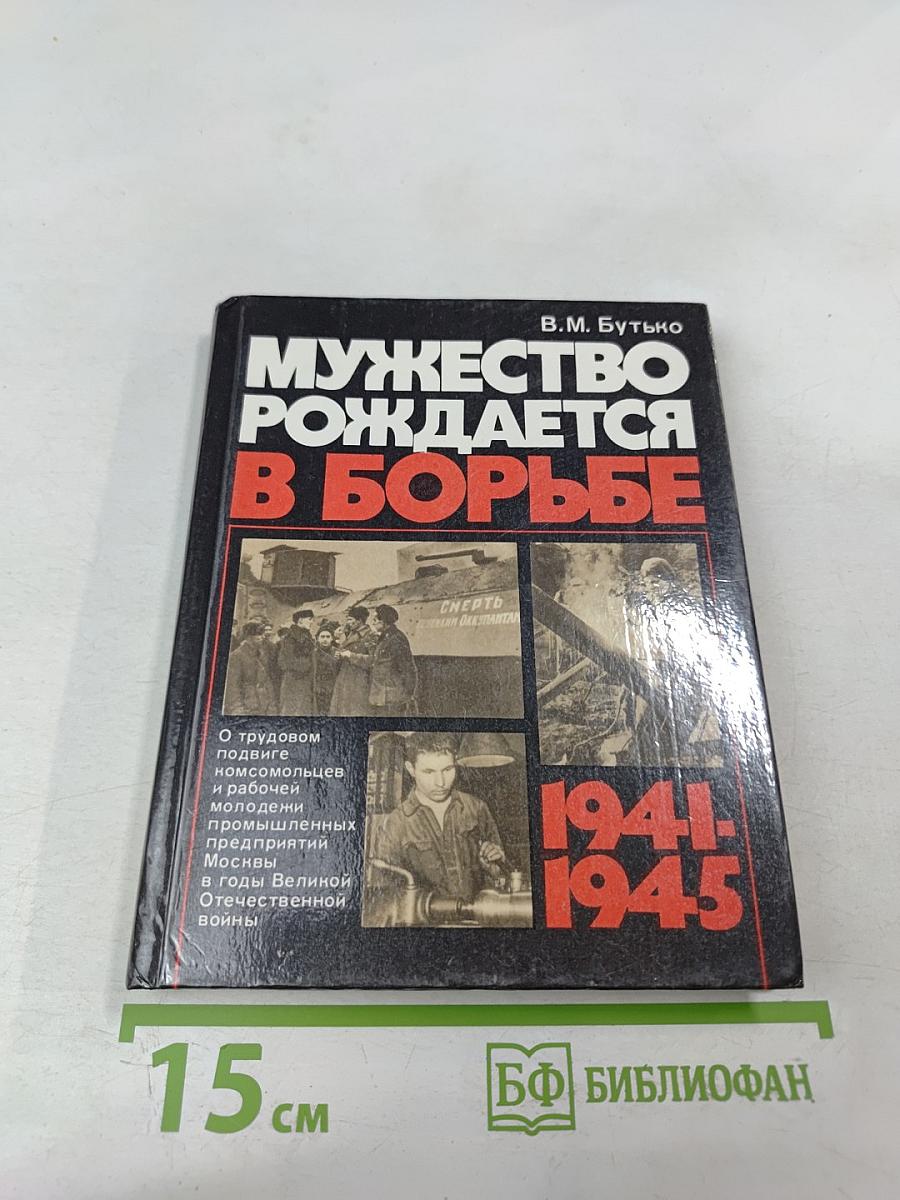 В.М. Бутько
МУЖЕСТВО
РОЖДАЕТСЯ
В БОРЬБЕ
СМЕРТЬ
ОККУПАНТАМ
О трудовом
подвиге
комсомольцев
и рабочей
молодежи
промышленных
предприятий
Москвы
в годы Великой
Отечественной
войны
1941-
1945
15 см
БФ БИБЛИОФАН